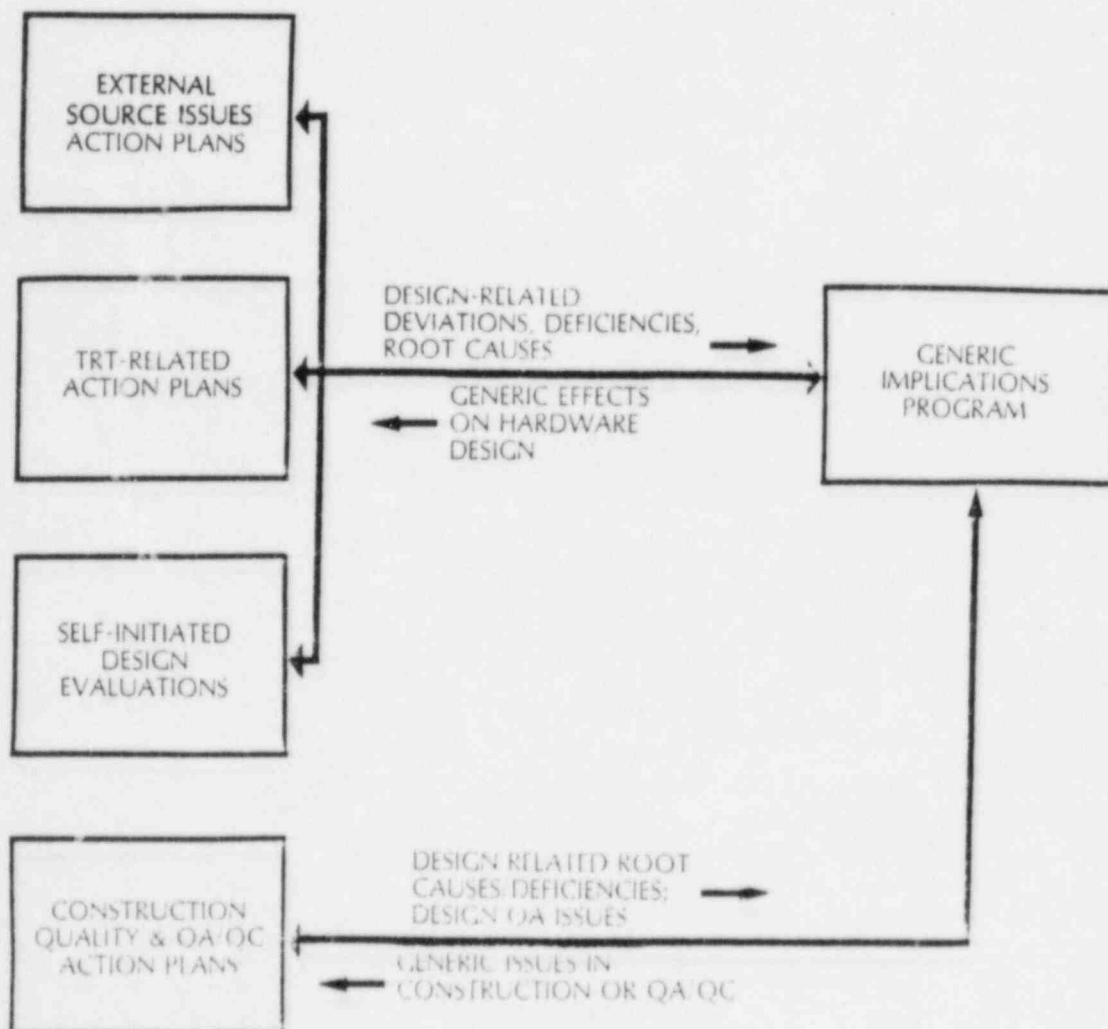 EXTERNAL
SOURCE ISSUES
ACTION PLANS
TRT-RELATED
ACTION PLANS
DESIGN-RELATED
DEVIATIONS, DEFICIENCIES,
ROOT CAUSES
GENERIC EFFECTS
ON HARDWARE
DESIGN
GENERIC
IMPLICATIONS
PROGRAM
SELF-INITIATED
DESIGN
EVALUATIONS
CONSTRUCTION
QUALITY & QA/QC
ACTION PLANS
DESIGN RELATED ROOT
CAUSES/DEFICIENCIES;
DESIGN QA ISSUES
GENERIC ISSUES IN
CONSTRUCTION OR QA/QC